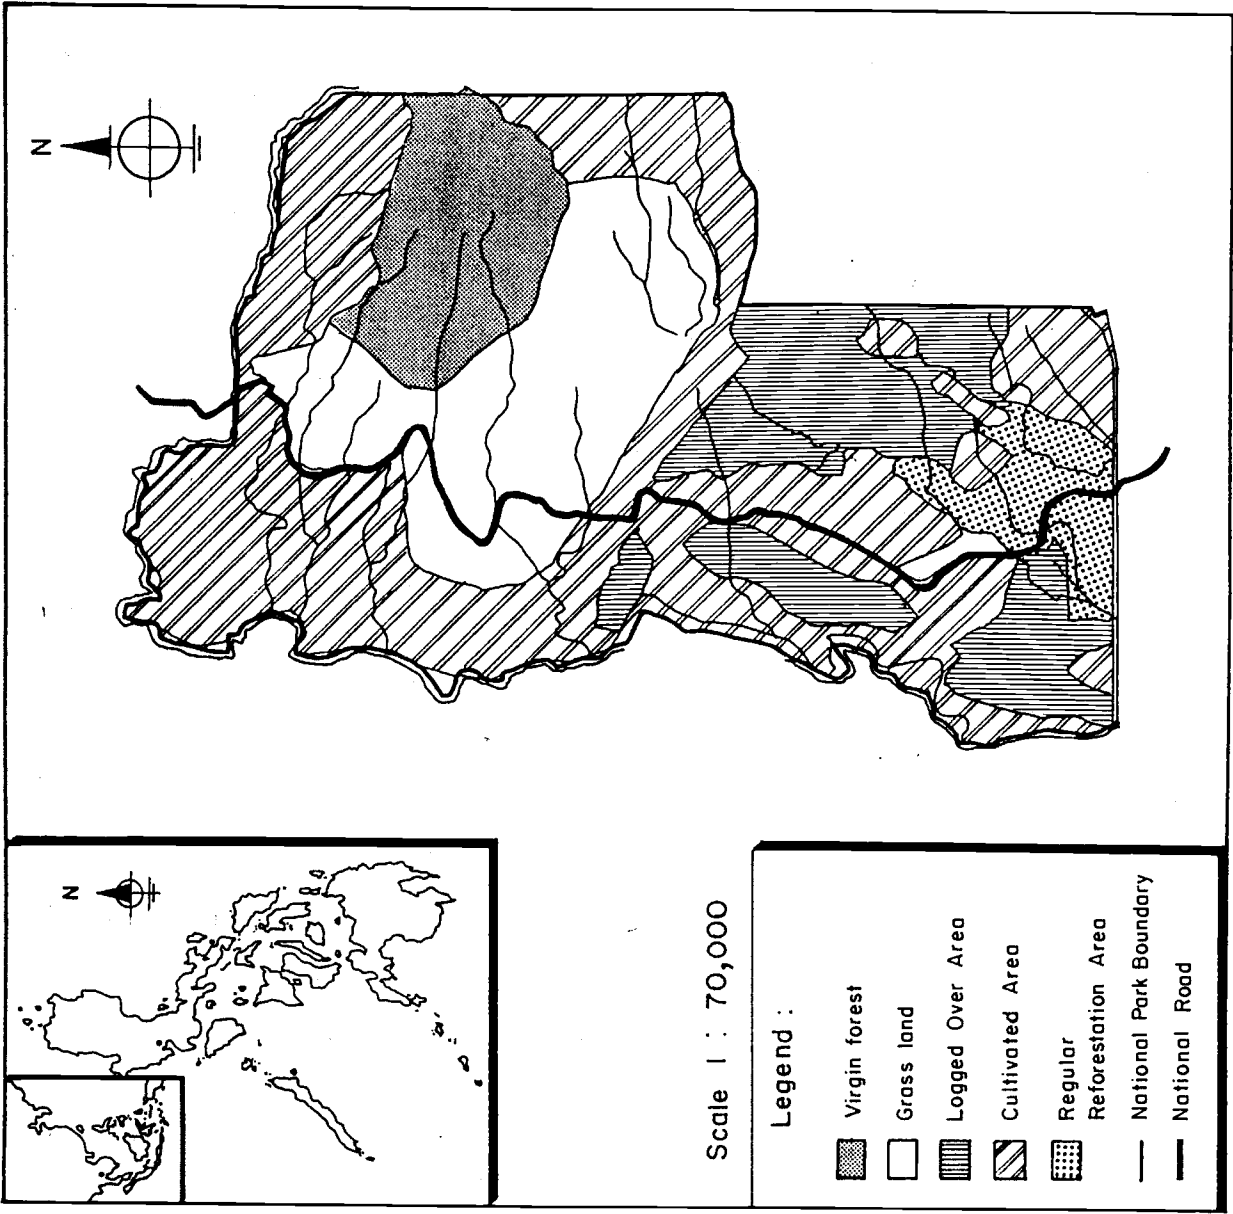 N
N
Scale 1 : 70,000
Legend :
Virgin forest
Grass land
Logged Over Area
Cultivated Area
Regular
Reforestation Area
National Park Boundary
National Road